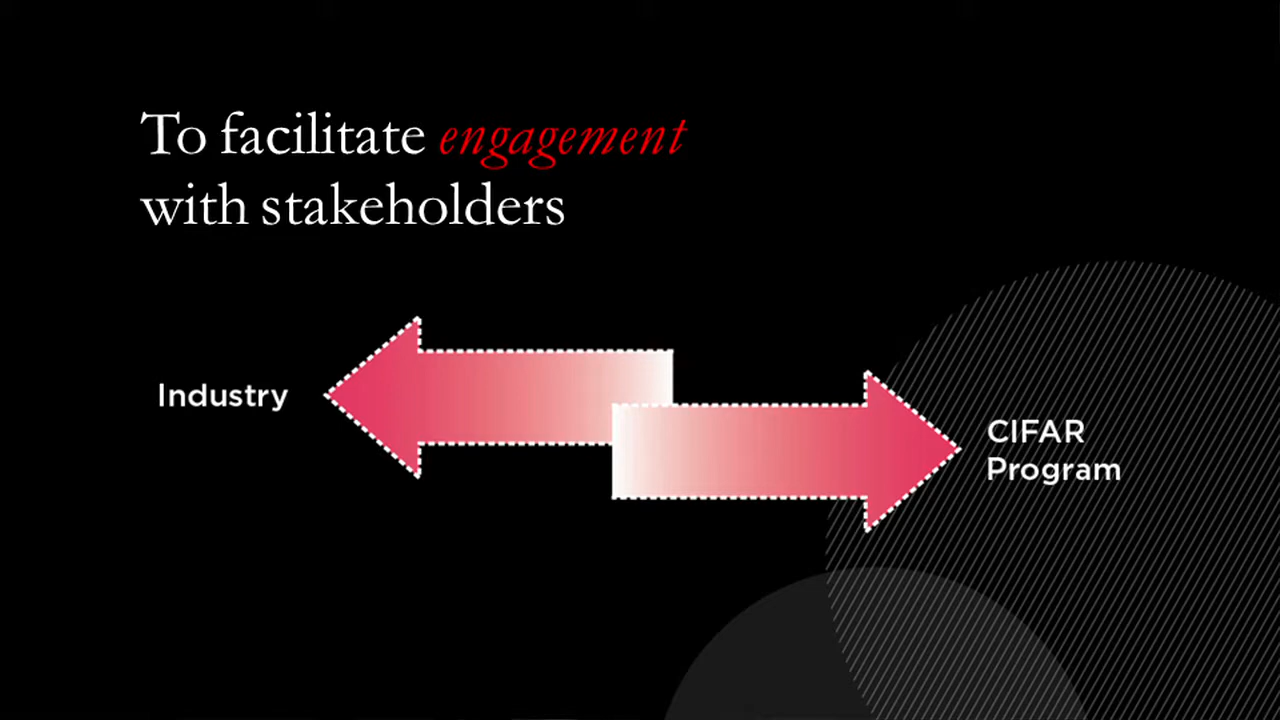 To facilitate engagement
with stakeholders
Industry
CIFAR
Program